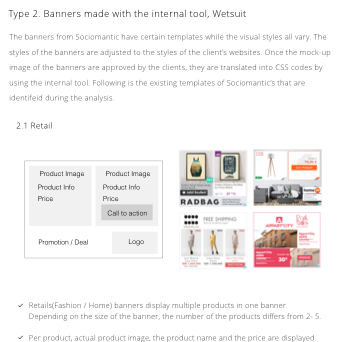 Type 2. Banners made with the internal tool, Wetsuit
The banners from Sociomantic have certain templates while the visual styles all vary. The
styles of the banners are adjusted to the styles of the client's websites. Once the mock-up
image of the banners are approved by the clients, they are translated into CSS codes by
using the internal tool. Following is the existing templates of Sociomantic's that are
identifeid during the analysis.
2.1 Retail
Product Image
Product Info
Price
Product Image
Product Info
Price
Call to action
Promotion / Deal
Logo
RADBAG
FREE SHIPPING
APPARTCITY
30€
Retails(Fashion / Home) banners display multiple products in one banner.
Depending on the size of the banner, the number of the products differs from 2- 5.
Per product, actual product image, the product name and the price are displayed.